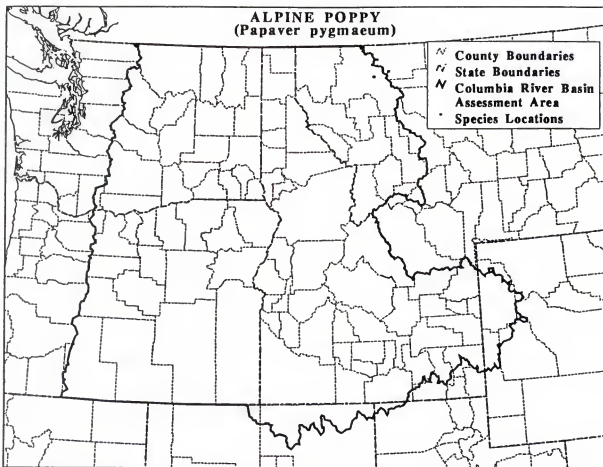 ALPINE POPPY
(Papaver pygmaeum)
County Boundaries
State Boundaries
Columbia River Basin
Assessment Area
Species Locations